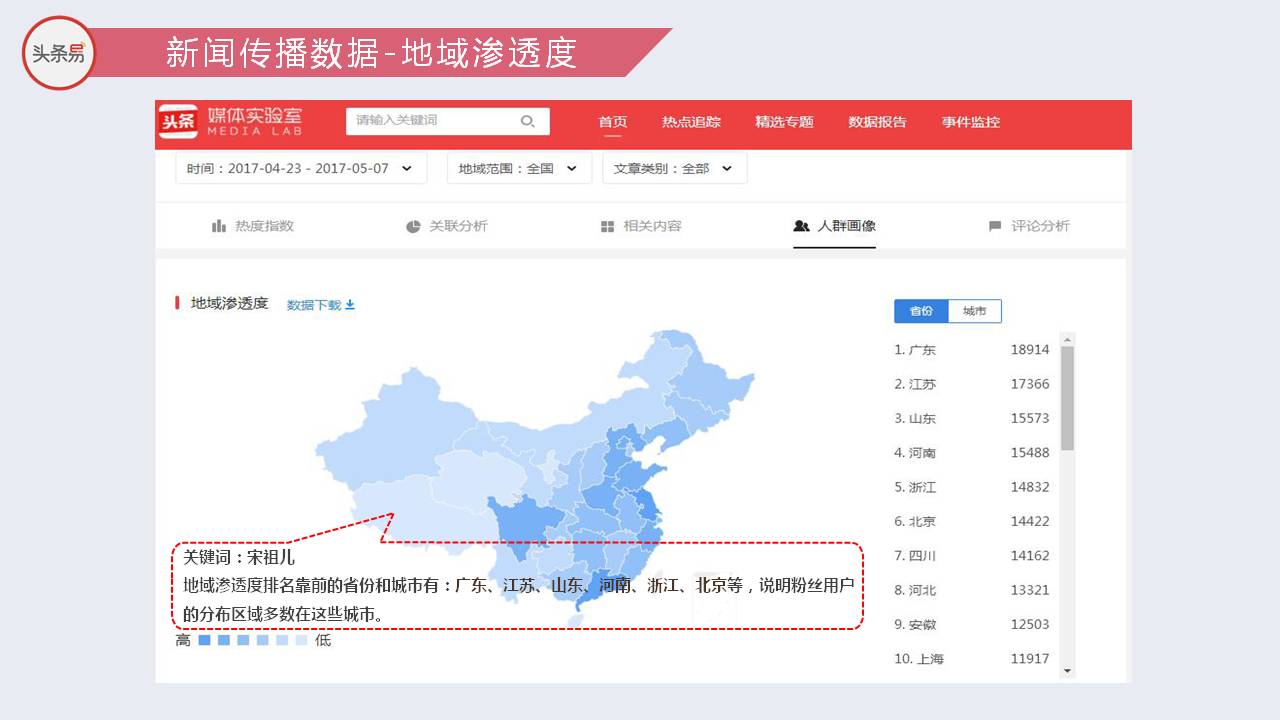 头条易
新闻传播数据-地域渗透度
头条
媒体实验室
MEDIA LAB
请输入关键词
首页 热点追踪 精选专题 数据报告 事件监控
时间：2017-04-23 - 2017-05-07 地域范围：全国 文章类别：全部
热度指数 关联分析 相关内容 人群画像 评论分析
地域渗透度 数据下载
省份 城市
1. 广东 18914
2. 江苏 17366
3. 山东 15573
4. 河南 15488
5. 浙江 14832
6. 北京 14422
7. 四川 14162
8. 河北 13321
9. 安徽 12503
10. 上海 11917
关键词：宋祖儿
地域渗透度排名靠前的省份和城市有：广东、江苏、山东、河南、浙江、北京等，说明粉丝用户
的分布区域多数在这些城市。
高 低